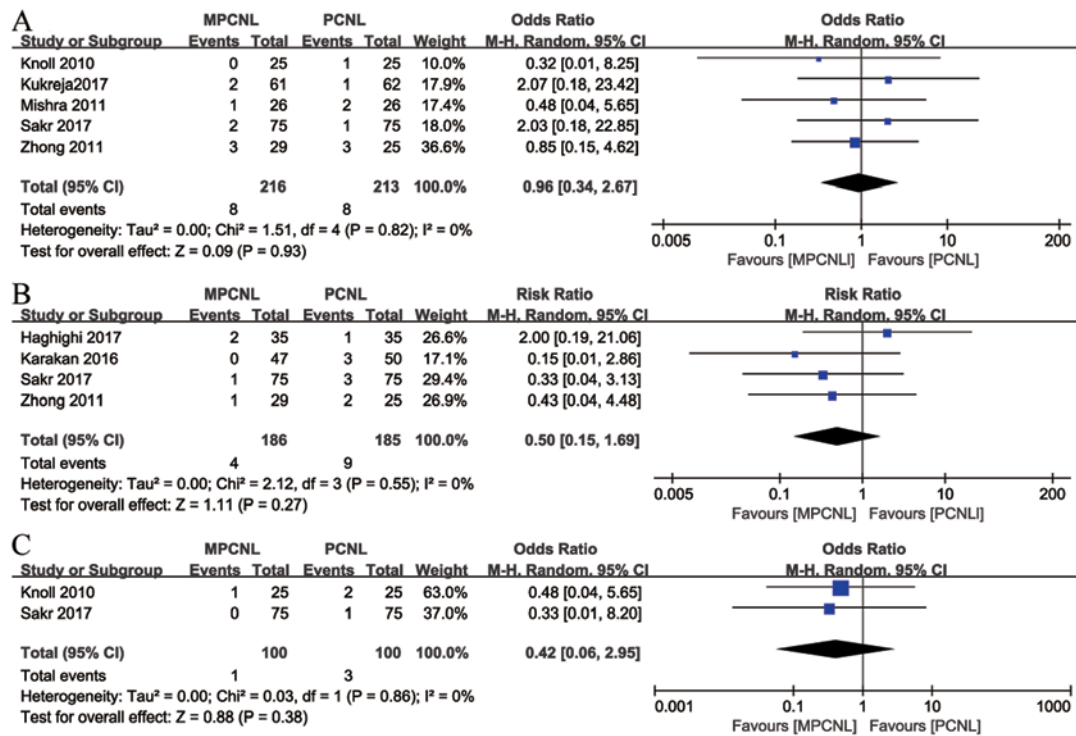 A
MPCNL PCNL Odds Ratio Odds Ratio
Study or Subgroup Events Total Events Total Weight M-H. Random. 95% CI M-H. Random. 95% CI
Knoll 2010 0 25 1 25 10.0% 0.32 [0.01, 8.25]
Kukreja2017 2 61 1 62 17.9% 2.07 [0.18, 23.42]
Mishra 2011 1 26 2 26 17.4% 0.48 [0.04, 5.65]
Sakr 2017 2 75 1 75 18.0% 2.03 [0.18, 22.85]
Zhong 2011 3 29 3 25 36.6% 0.85 [0.15, 4.62]
Total (95% CI) 216 213 100.0% 0.96 [0.34, 2.67]
Total events 8 8
Heterogeneity: Tau² = 0.00; Chi² = 1.51, df = 4 (P = 0.82); I² = 0%
Test for overall effect: Z = 0.09 (P = 0.93)
0.005 0.1 1 10 200
Favours [MPCNLI] Favours [PCNL]
B
MPCNL PCNL Risk Ratio Risk Ratio
Study or Subgroup Events Total Events Total Weight M-H. Random. 95% CI M-H. Random. 95% CI
Haghighi 2017 2 35 1 35 26.6% 2.00 [0.19, 21.06]
Karakan 2016 0 47 3 50 17.1% 0.15 [0.01, 2.86]
Sakr 2017 1 75 3 75 29.4% 0.33 [0.04, 3.13]
Zhong 2011 1 29 2 25 26.9% 0.43 [0.04, 4.48]
Total (95% CI) 186 185 100.0% 0.50 [0.15, 1.69]
Total events 4 9
Heterogeneity: Tau² = 0.00; Chi² = 2.12, df = 3 (P = 0.55); I² = 0%
Test for overall effect: Z = 1.11 (P = 0.27)
0.005 0.1 1 10 200
Favours [MPCNL] Favours [PCNLI]
C
MPCNL PCNL Odds Ratio Odds Ratio
Study or Subgroup Events Total Events Total Weight M-H. Random. 95% CI M-H. Random. 95% CI
Knoll 2010 1 25 2 25 63.0% 0.48 [0.04, 5.65]
Sakr 2017 0 75 1 75 37.0% 0.33 [0.01, 8.20]
Total (95% CI) 100 100 100.0% 0.42 [0.06, 2.95]
Total events 1 3
Heterogeneity: Tau² = 0.00; Chi² = 0.03, df = 1 (P = 0.86); I² = 0%
Test for overall effect: Z = 0.88 (P = 0.38)
0.001 0.1 1 10 1000
Favours [MPCNL] Favours [PCNL]